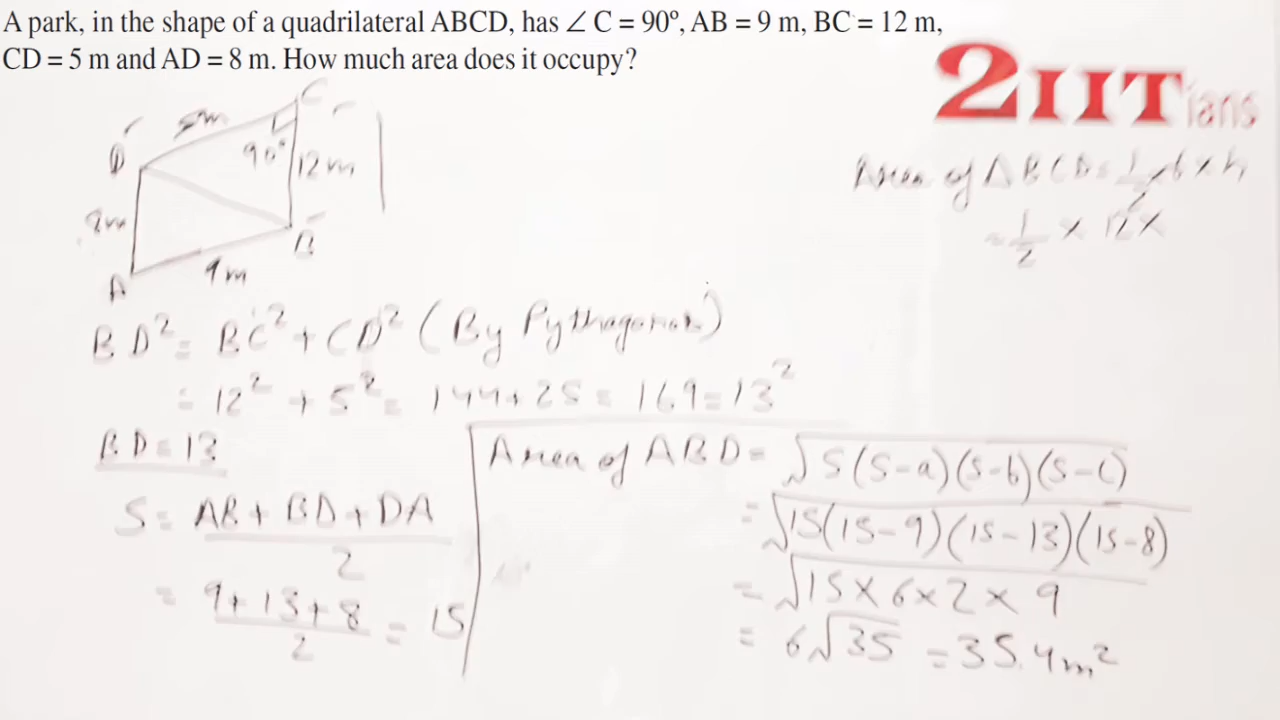 A park, in the shape of a quadrilateral ABCD, has ∠ C = 90º, AB = 9 m, BC = 12 m,
CD = 5 m and AD = 8 m. How much area does it occupy?
2IITians
C
5m
D
90°
12m
8m
B
9m
A
Area of ΔBCD = 1/2 × b × h
= 1/2 × 12 ×
BD² = BC² + CD² (By Pythagoras)
= 12² + 5² = 144 + 25 = 169 = 13²
BD = 13
S = (AB + BD + DA)/2
= (9 + 13 + 8)/2 = 15
Area of ABD = √S(S-a)(S-b)(S-c)
= √15(15-9)(15-13)(15-8)
= √15×6×2×9
= 6√35 = 35.4m²